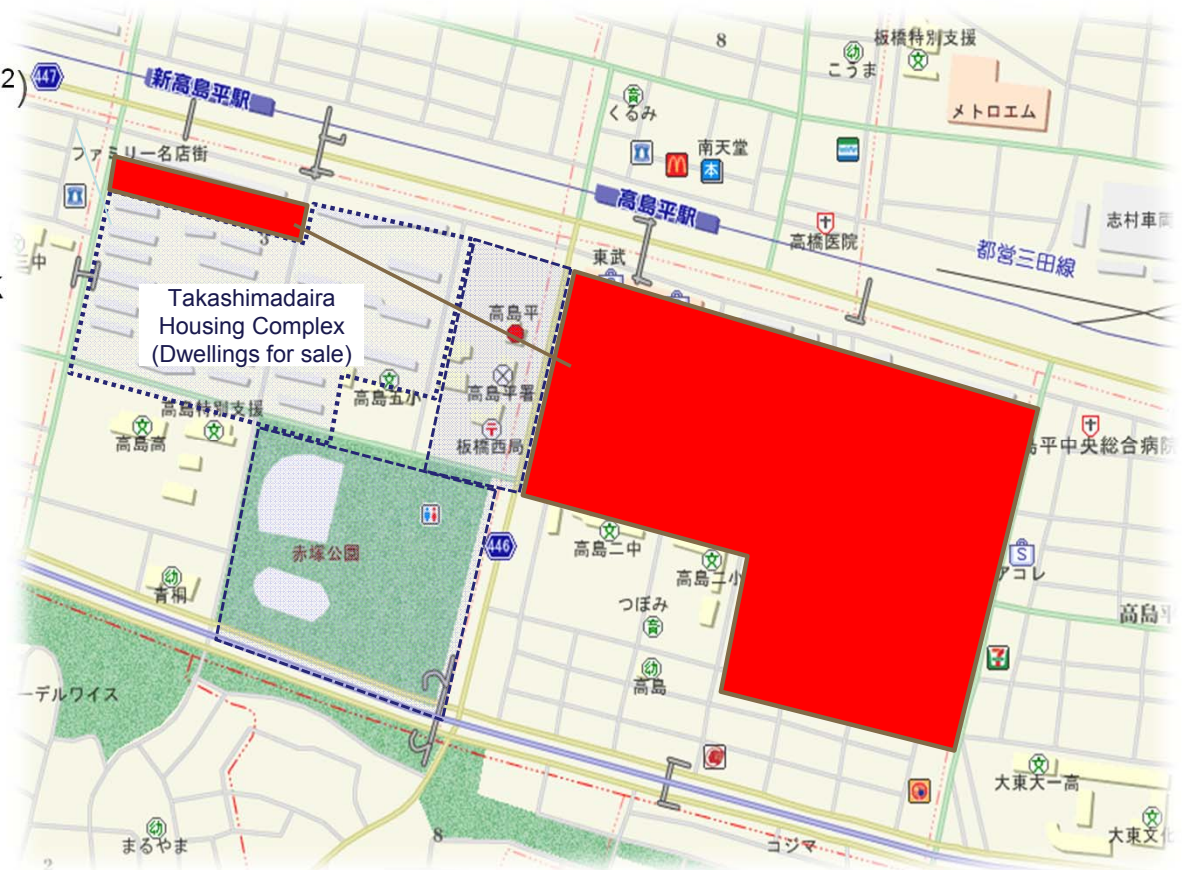 2)
447
新高島平駅
ファミリー名店街
8
板橋特別支援
こうま
メトロエム
くるみ
南天堂
本
高島平駅
高橋医院
志村車両
都営三田線
東武
3
二中
Takashimadaira
Housing Complex
(Dwellings for sale)
高島平
高島平署
高島五小
板橋西局
高島特別支援
高島高
赤塚公園
446
青桐
高島二中
高島二小
つぼみ
高島
島平中央総合病院
S
アコレ
高島平
7
ーデルワイス
まるやま
2
8
コジマ
大東大一高
大東文化